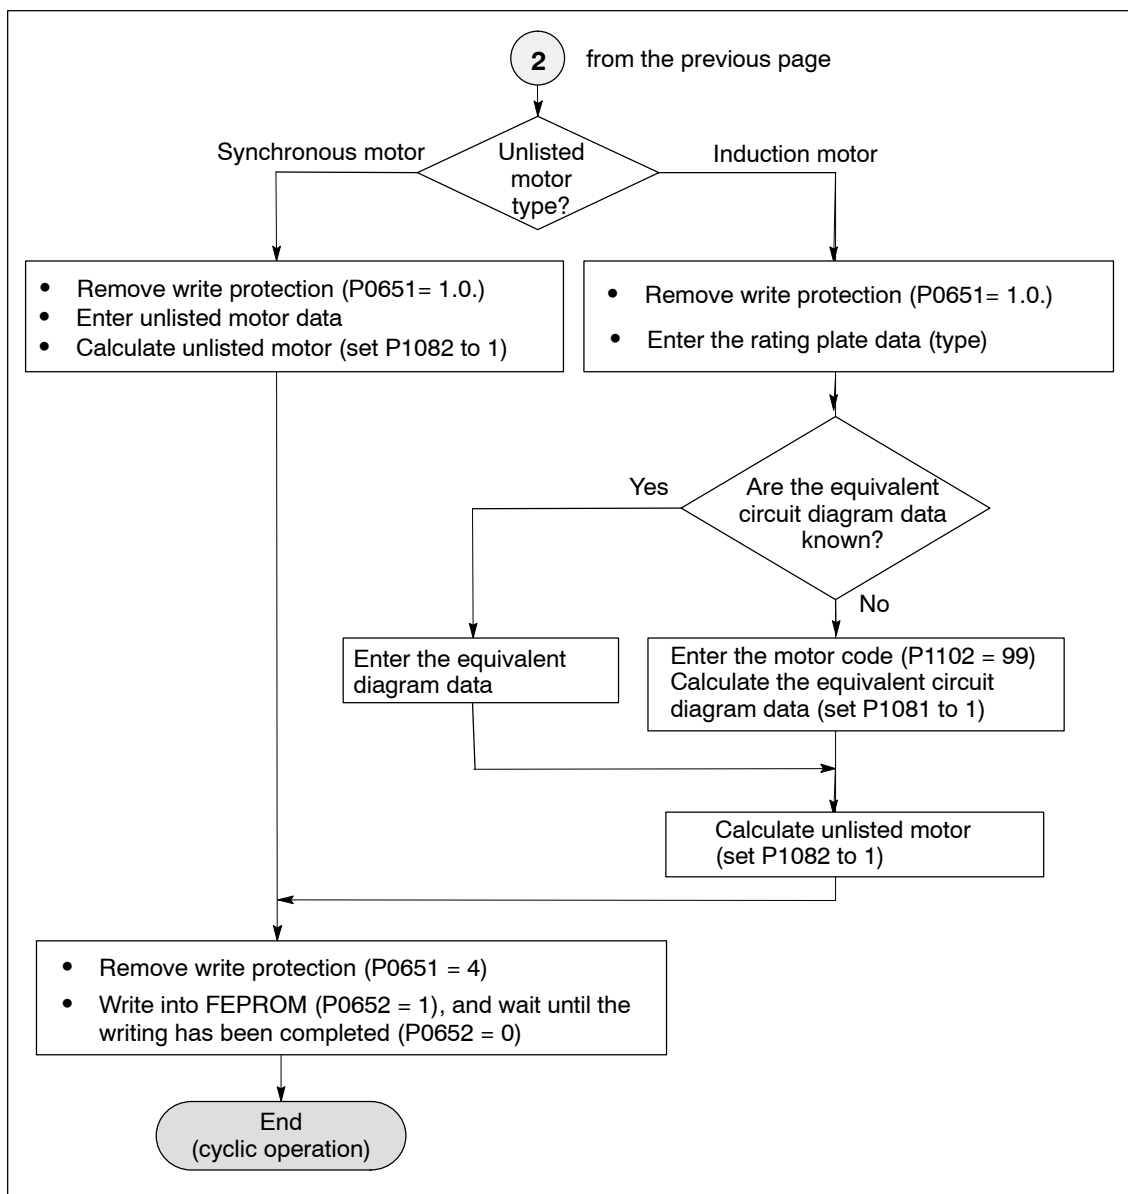 2 from the previous page
Synchronous motor
Unlisted
motor
type?
Induction motor
• Remove write protection (P0651= 1.0.)
• Enter unlisted motor data
• Calculate unlisted motor (set P1082 to 1)
• Remove write protection (P0651= 1.0.)
• Enter the rating plate data (type)
Yes
Are the equivalent
circuit diagram data
known?
No
Enter the equivalent
diagram data
Enter the motor code (P1102 = 99)
Calculate the equivalent circuit
diagram data (set P1081 to 1)
Calculate unlisted motor
(set P1082 to 1)
• Remove write protection (P0651 = 4)
• Write into FEPROM (P0652 = 1), and wait until the
writing has been completed (P0652 = 0)
End
(cyclic operation)